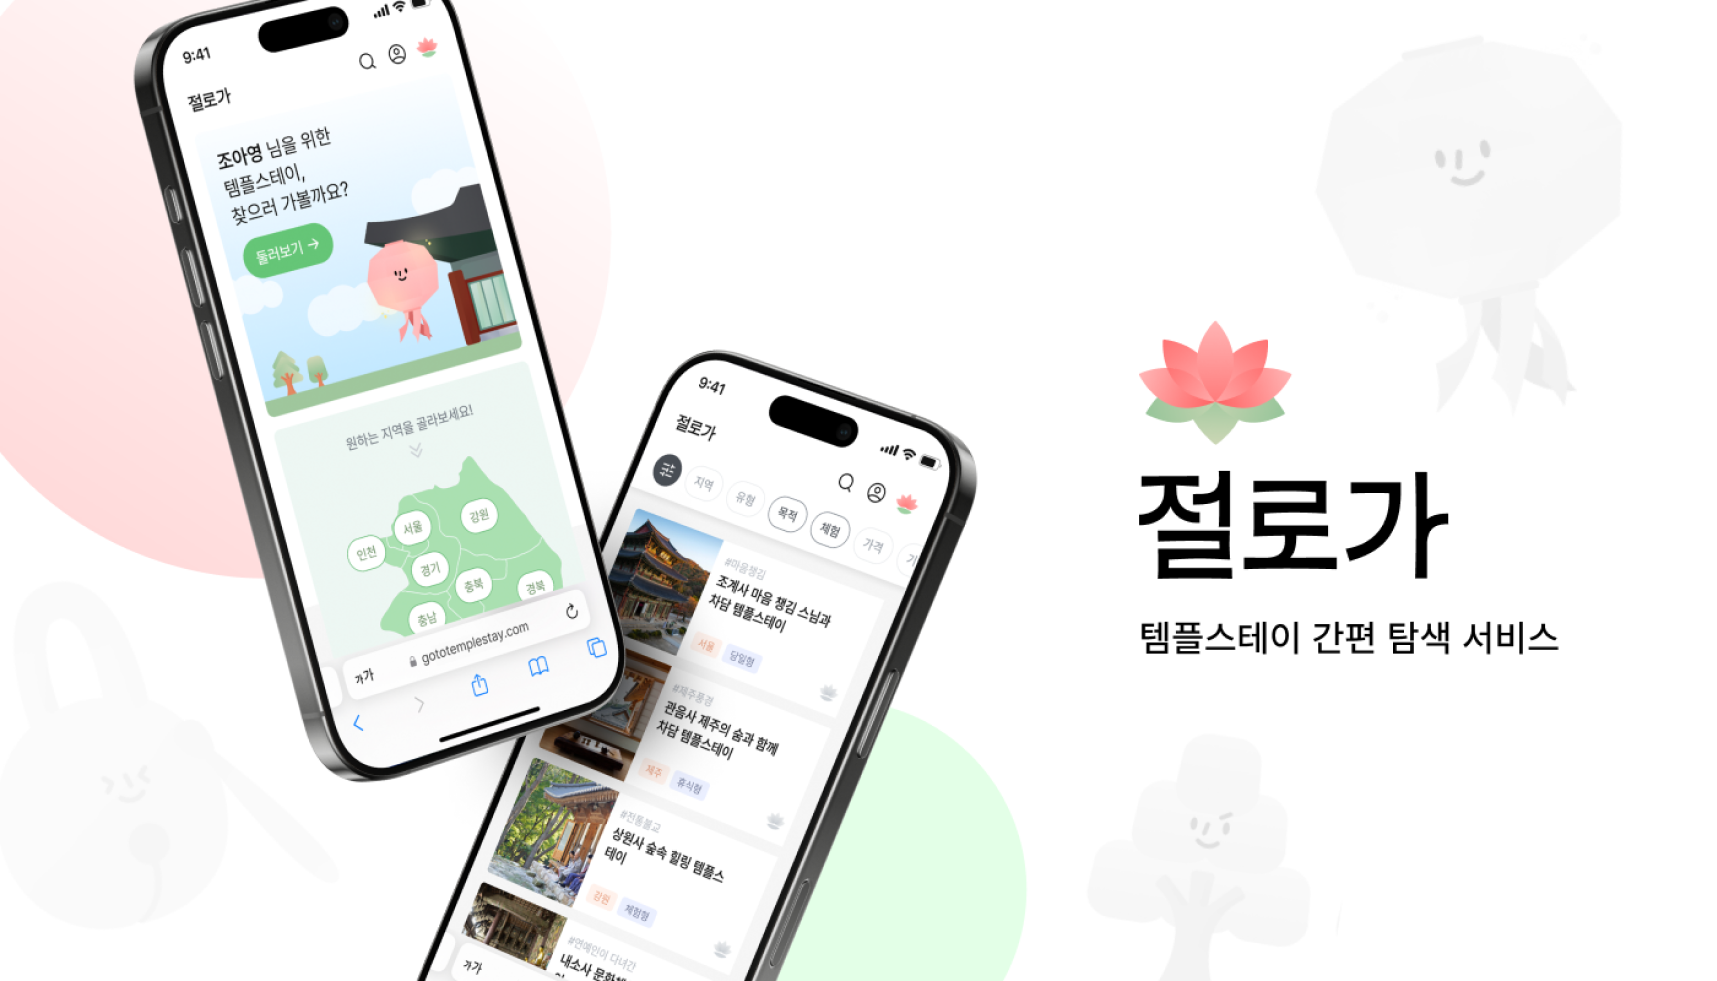 9:41
절로가
조아영 님을 위한
템플스테이,
찾으러 가볼까요?
둘러보기 →
원하는 지역을 골라보세요!
서울
강원
인천
경기
충북
경북
충남
가가
gototemplestay.com
9:41
절로가
지역
유형
목적
체험
가격
#마음챙김
조계사 마음 챙김 스님과
차담 템플스테이
서울
당일형
#제주풍경
관음사 제주의 숨과 함께
차담 템플스테이
제주
휴식형
#전통불교
상원사 숲속 힐링 템플스
테이
강원
체험형
#연예인이 다녀간
내소사 문화
가가
절로가
템플스테이 간편 탐색 서비스